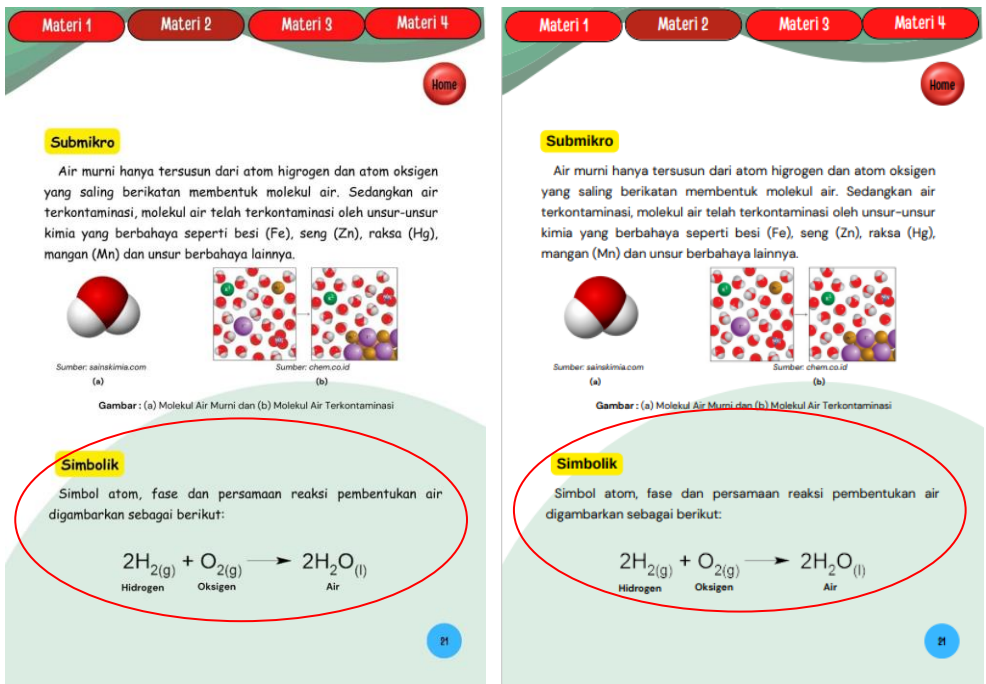 Materi 1 Materi 2 Materi 3 Materi 4
Home
Submikro
Air murni hanya tersusun dari atom higrogen dan atom oksigen
yang saling berikatan membentuk molekul air. Sedangkan air
terkontaminasi, molekul air telah terkontaminasi oleh unsur-unsur
kimia yang berbahaya seperti besi (Fe), seng (Zn), raksa (Hg),
mangan (Mn) dan unsur berbahaya lainnya.
Sumber: sainskimia.com Sumber: chem.co.id
(a) (b)
Gambar : (a) Molekul Air Murni dan (b) Molekul Air Terkontaminasi
Simbolik
Simbol atom, fase dan persamaan reaksi pembentukan air
digambarkan sebagai berikut:
2H₂(g) + O₂(g) → 2H₂O(l)
Hidrogen Oksigen Air
21
Materi 1 Materi 2 Materi 3 Materi 4
Home
Submikro
Air murni hanya tersusun dari atom higrogen dan atom oksigen
yang saling berikatan membentuk molekul air. Sedangkan air
terkontaminasi, molekul air telah terkontaminasi oleh unsur-unsur
kimia yang berbahaya seperti besi (Fe), seng (Zn), raksa (Hg),
mangan (Mn) dan unsur berbahaya lainnya.
Sumber: sainskimia.com Sumber: chem.co.id
(a) (b)
Gambar : (a) Molekul Air Murni dan (b) Molekul Air Terkontaminasi
Simbolik
Simbol atom, fase dan persamaan reaksi pembentukan air
digambarkan sebagai berikut:
2H₂(g) + O₂(g) → 2H₂O(l)
Hidrogen Oksigen Air
21